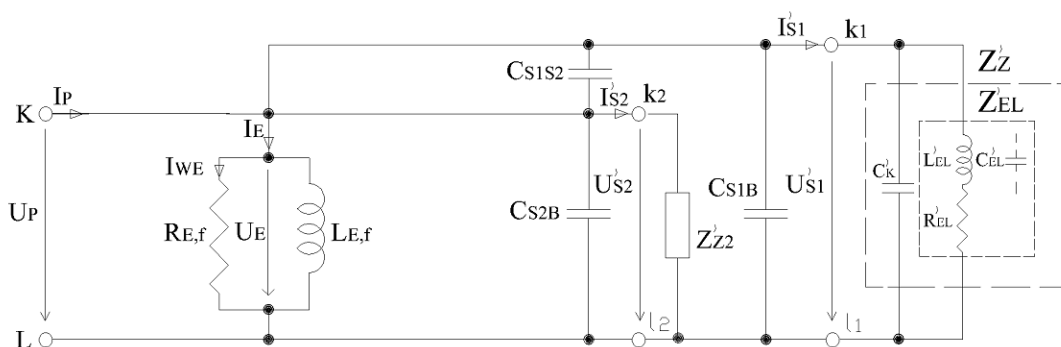 I'S1
k1
CS1S2
Z'Z
IP
I'S2
k2
Z'EL
K
IE
IWE
L'EL
C'EL
C'K
UP
RE,f
UE
LE,f
CS2B
U'S2
Z'Z2
CS1B
U'S1
R'EL
L
l2
l1